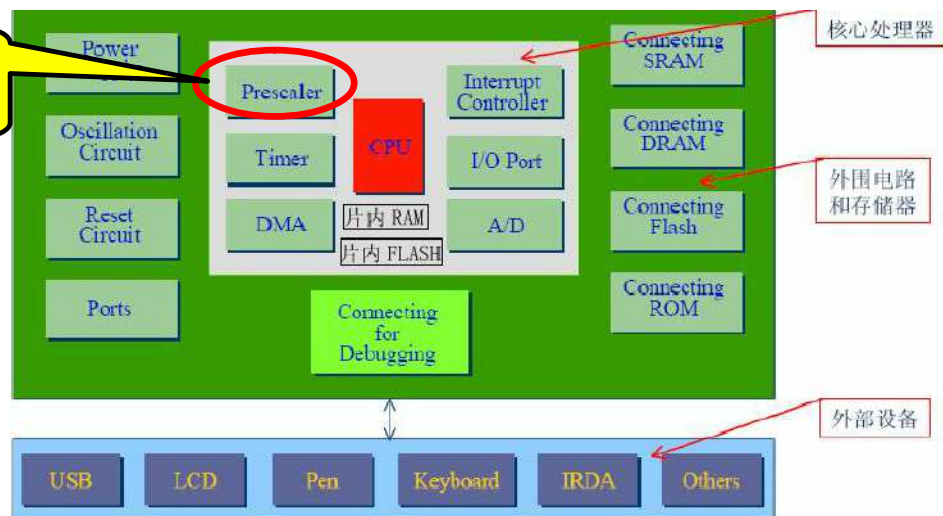 Power
Oscillation
Circuit
Reset
Circuit
Ports
Prescaler
Timer
DMA
CPU
片内 RAM
片内 FLASH
Interrupt
Controller
I/O Port
A/D
Connecting
for
Debugging
Connecting
SRAM
Connecting
DRAM
Connecting
Flash
Connecting
ROM
核心处理器
外围电路
和存储器
外部设备
USB
LCD
Pen
Keyboard
IRDA
Others